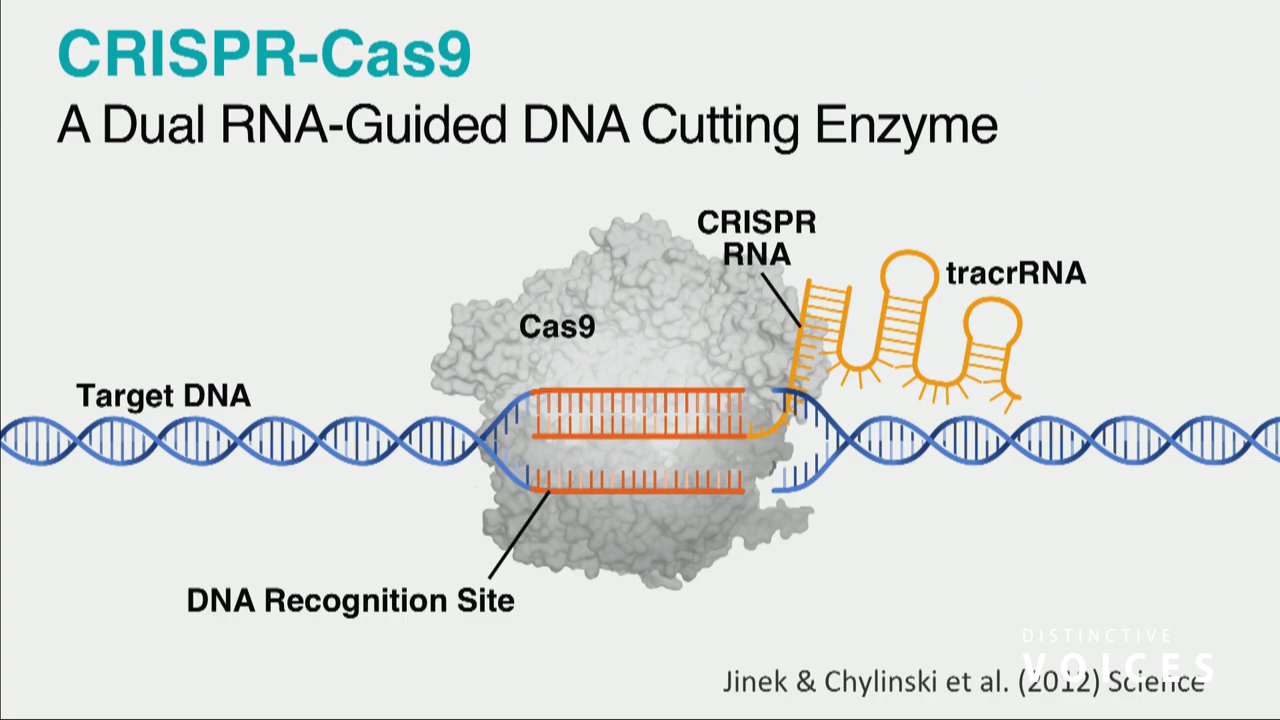 CRISPR-Cas9
A Dual RNA-Guided DNA Cutting Enzyme
CRISPR
RNA
tracrRNA
Cas9
Target DNA
DNA Recognition Site
DISTINCTIVE
VOICES
Jinek & Chylinski et al. (2012) Science